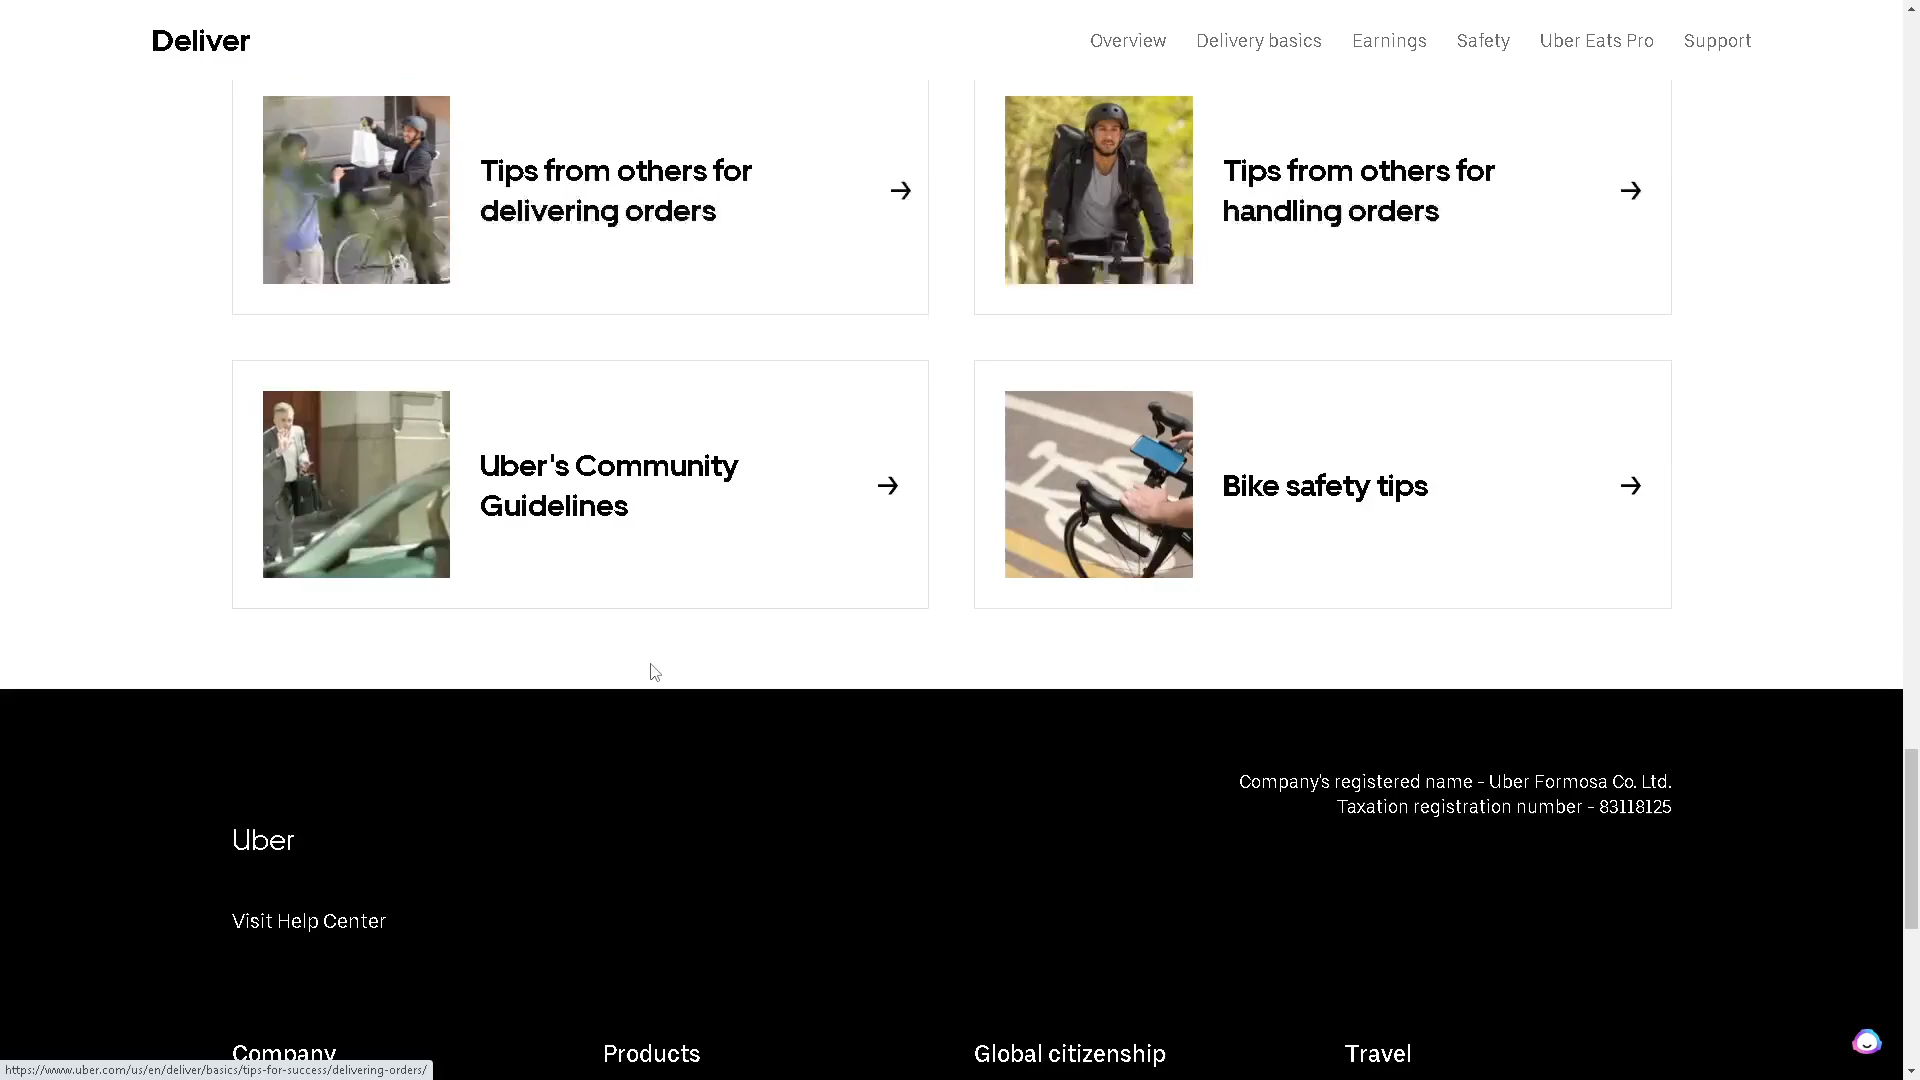 Deliver
Overview
Delivery basics
Earnings
Safety
Uber Eats Pro
Support
Tips from others for
delivering orders
Tips from others for
handling orders
Uber's Community
Guidelines
Bike safety tips
Company's registered name - Uber Formosa Co. Ltd.
Taxation registration number - 83118125
Uber
Visit Help Center
Company
Products
Global citizenship
Travel
https://www.uber.com/us/en/deliver/basics/tips-for-success/delivering-orders/